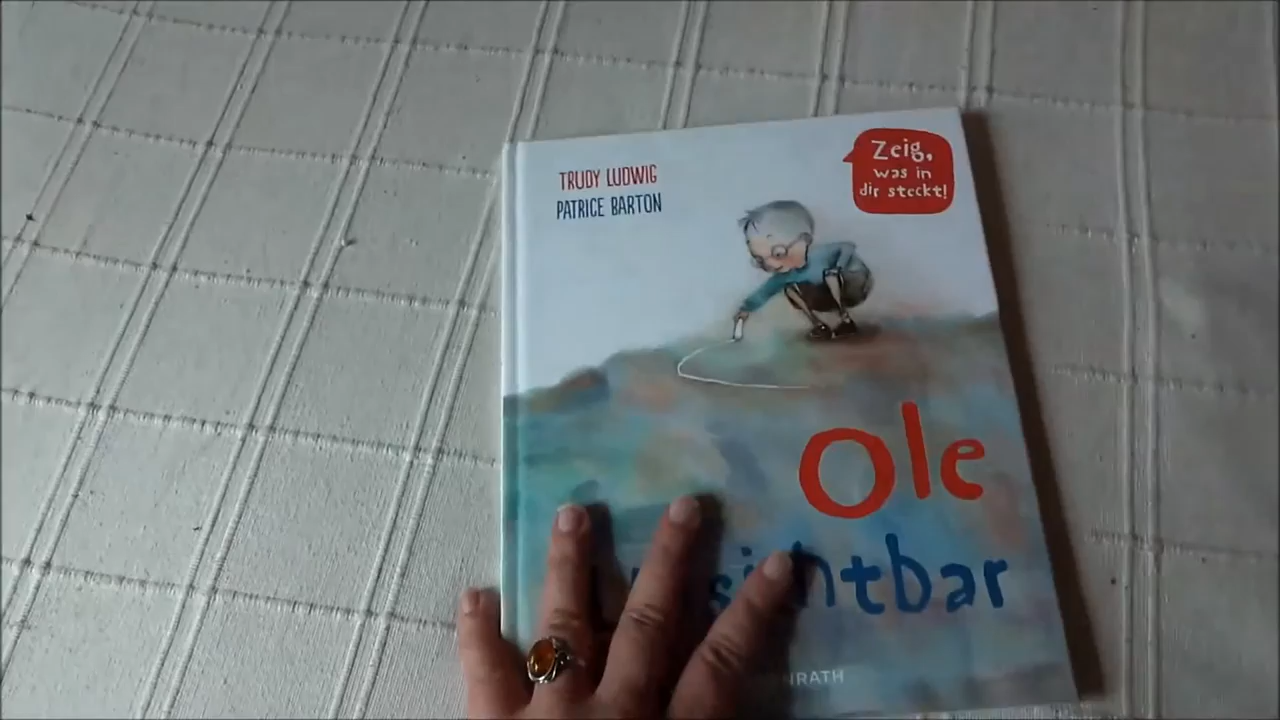 TRUDY LUDWIG
PATRICE BARTON
Zeig,
was in
dir steckt!
Ole